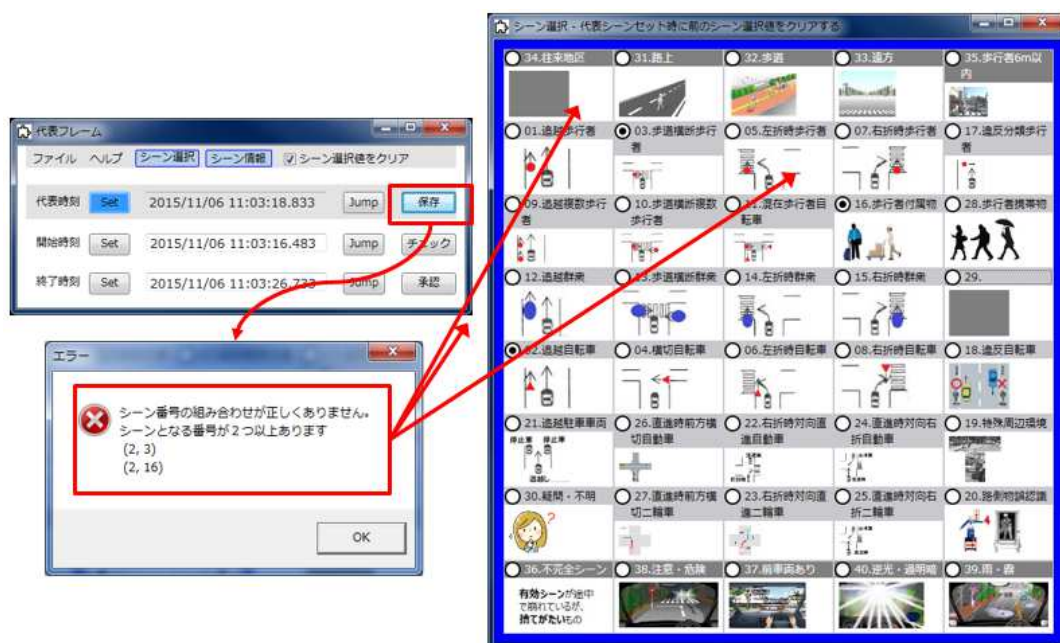 シーン選択 - 代表シーンセット時に前のシーン選択値をクリアする
34.往来地区
31.路上
32.歩道
33.遠方
35.歩行者6m以内
01.追越歩行者
03.歩道横断歩行者
05.左折時歩行者
07.右折時歩行者
17.違反分類歩行者
09.追越複数歩行者
10.歩道横断複数歩行者
11.混在歩行者自転車
16.歩行者付属物
28.歩行者携帯物
12.追越群衆
13.歩道横断群衆
14.左折時群衆
15.右折時群衆
29.
02.追越自転車
04.横切自転車
06.左折時自転車
08.右折時自転車
18.違反自転車
21.追越駐車車両
26.直進時前方横切自動車
22.右折時対向直進自動車
24.直進時対向右折自動車
19.特殊周辺環境
停止車 停止車
追越し
30.疑問・不明
27.直進時前方横切二輪車
23.右折時対向直進二輪車
25.直進時対向右折二輪車
20.路側物誤認識
36.不完全シーン
38.注意・危険
37.前車両あり
40.逆光・過明暗
39.雨・霧
有効シーンが途中
で崩れているが、
捨てがたいもの
代表フレーム
ファイル ヘルプ シーン選択 シーン情報 シーン選択値をクリア
代表時刻 Set 2015/11/06 11:03:18.833 Jump 保存
開始時刻 Set 2015/11/06 11:03:16.483 Jump チェック
終了時刻 Set 2015/11/06 11:03:26.733 Jump 承認
エラー
シーン番号の組み合わせが正しくありません。
シーンとなる番号が２つ以上あります
(2, 3)
(2, 16)
OK